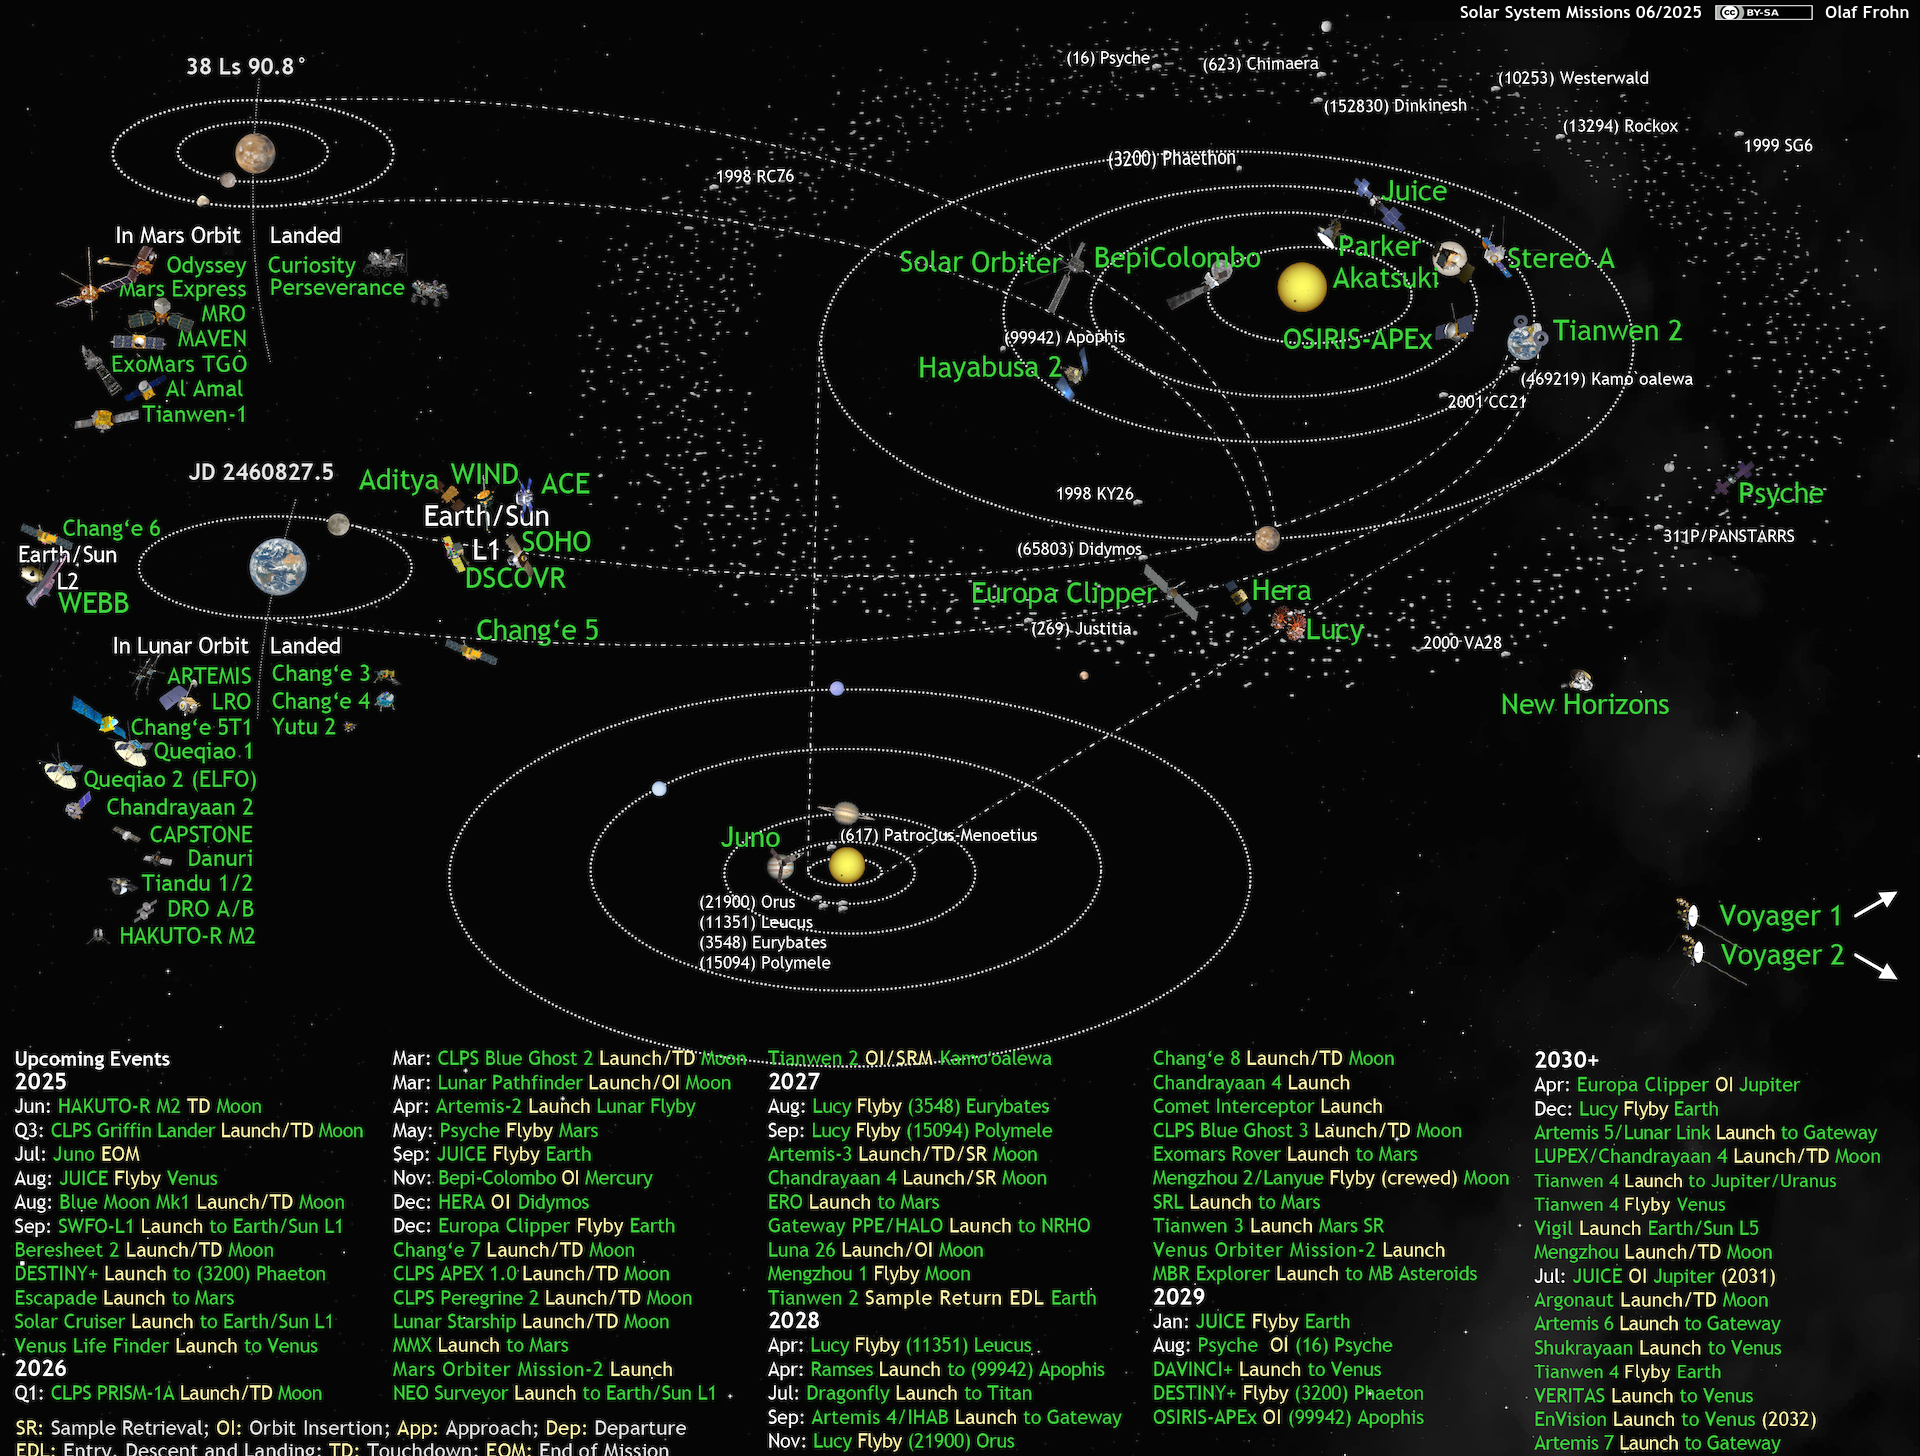 Solar System Missions 06/2025 cc BY-SA Olaf Frohn
38 Ls 90.8°
In Mars Orbit
Odyssey
Mars Express
MRO
MAVEN
ExoMars TGO
Al Amal
Tianwen-1
Landed
Curiosity
Perseverance
(16) Psyche
(623) Chimaera
(10253) Westerwald
(152830) Dinkinesh
(13294) Rockox
1999 SG6
1998 RC76
(3200) Phaethon
Juice
Parker
Akatsuki
Stereo A
Solar Orbiter
BepiColombo
OSIRIS-APEx
Tianwen 2
(99942) Apophis
Hayabusa 2
(469219) Kamo oalewa
2001 CC21
1998 KY26
Psyche
311P/PANSTARRS
(65803) Didymos
Europa Clipper
Hera
Lucy
(269) Justitia
2000 VA28
New Horizons
JD 2460827.5
Chang‘e 6
Earth/Sun
L2
WEBB
Aditya
WIND
ACE
Earth/Sun
L1
SOHO
DSCOVR
Chang‘e 5
In Lunar Orbit
ARTEMIS
LRO
Chang‘e 5T1
Queqiao 1
Queqiao 2 (ELFO)
Chandrayaan 2
CAPSTONE
Danuri
Tiandu 1/2
DRO A/B
HAKUTO-R M2
Landed
Chang‘e 3
Chang‘e 4
Yutu 2
Juno
(617) Patroclus-Menoetius
(21900) Orus
(11351) Leucus
(3548) Eurybates
(15094) Polymele
Voyager 1
Voyager 2
Upcoming Events
2025
Jun: HAKUTO-R M2 TD Moon
Q3: CLPS Griffin Lander Launch/TD Moon
Jul: Juno EOM
Aug: JUICE Flyby Venus
Aug: Blue Moon Mk1 Launch/TD Moon
Sep: SWFO-L1 Launch to Earth/Sun L1
Beresheet 2 Launch/TD Moon
DESTINY+ Launch to (3200) Phaeton
Escapade Launch to Mars
Solar Cruiser Launch to Earth/Sun L1
Venus Life Finder Launch to Venus
2026
Q1: CLPS PRISM-1A Launch/TD Moon
Mar: CLPS Blue Ghost 2 Launch/TD Moon
Mar: Lunar Pathfinder Launch/OI Moon
Apr: Artemis-2 Launch Lunar Flyby
May: Psyche Flyby Mars
Sep: JUICE Flyby Earth
Nov: Bepi-Colombo OI Mercury
Dec: HERA OI Didymos
Dec: Europa Clipper Flyby Earth
Chang‘e 7 Launch/TD Moon
CLPS APEX 1.0 Launch/TD Moon
CLPS Peregrine 2 Launch/TD Moon
Lunar Starship Launch/TD Moon
MMX Launch to Mars
Mars Orbiter Mission-2 Launch
NEO Surveyor Launch to Earth/Sun L1
Tianwen 2 OI/SRM Kamo'oalewa
2027
Aug: Lucy Flyby (3548) Eurybates
Sep: Lucy Flyby (15094) Polymele
Artemis-3 Launch/TD/SR Moon
Chandrayaan 4 Launch/SR Moon
ERO Launch to Mars
Gateway PPE/HALO Launch to NRHO
Luna 26 Launch/OI Moon
Mengzhou 1 Flyby Moon
Tianwen 2 Sample Return EDL Earth
2028
Apr: Lucy Flyby (11351) Leucus
Apr: Ramses Launch to (99942) Apophis
Jul: Dragonfly Launch to Titan
Sep: Artemis 4/IHAB Launch to Gateway
Nov: Lucy Flyby (21900) Orus
Chang‘e 8 Launch/TD Moon
Chandrayaan 4 Launch
Comet Interceptor Launch
CLPS Blue Ghost 3 Launch/TD Moon
Exomars Rover Launch to Mars
Mengzhou 2/Lanyue Flyby (crewed) Moon
SRL Launch to Mars
Tianwen 3 Launch Mars SR
Venus Orbiter Mission-2 Launch
MBR Explorer Launch to MB Asteroids
2029
Jan: JUICE Flyby Earth
Aug: Psyche OI (16) Psyche
DAVINCI+ Launch to Venus
DESTINY+ Flyby (3200) Phaeton
OSIRIS-APEx OI (99942) Apophis
2030+
Apr: Europa Clipper OI Jupiter
Dec: Lucy Flyby Earth
Artemis 5/Lunar Link Launch to Gateway
LUPEX/Chandrayaan 4 Launch/TD Moon
Tianwen 4 Launch to Jupiter/Uranus
Tianwen 4 Flyby Venus
Vigil Launch Earth/Sun L5
Mengzhou Launch/TD Moon
Jul: JUICE OI Jupiter (2031)
Argonaut Launch/TD Moon
Artemis 6 Launch to Gateway
Shukrayaan Launch to Venus
Tianwen 4 Flyby Earth
VERITAS Launch to Venus
EnVision Launch to Venus (2032)
Artemis 7 Launch to Gateway
SR: Sample Retrieval; OI: Orbit Insertion; App: Approach; Dep: Departure
EDL: Entry, Descent and Landing; TD: Touchdown; EOM: End of Mission